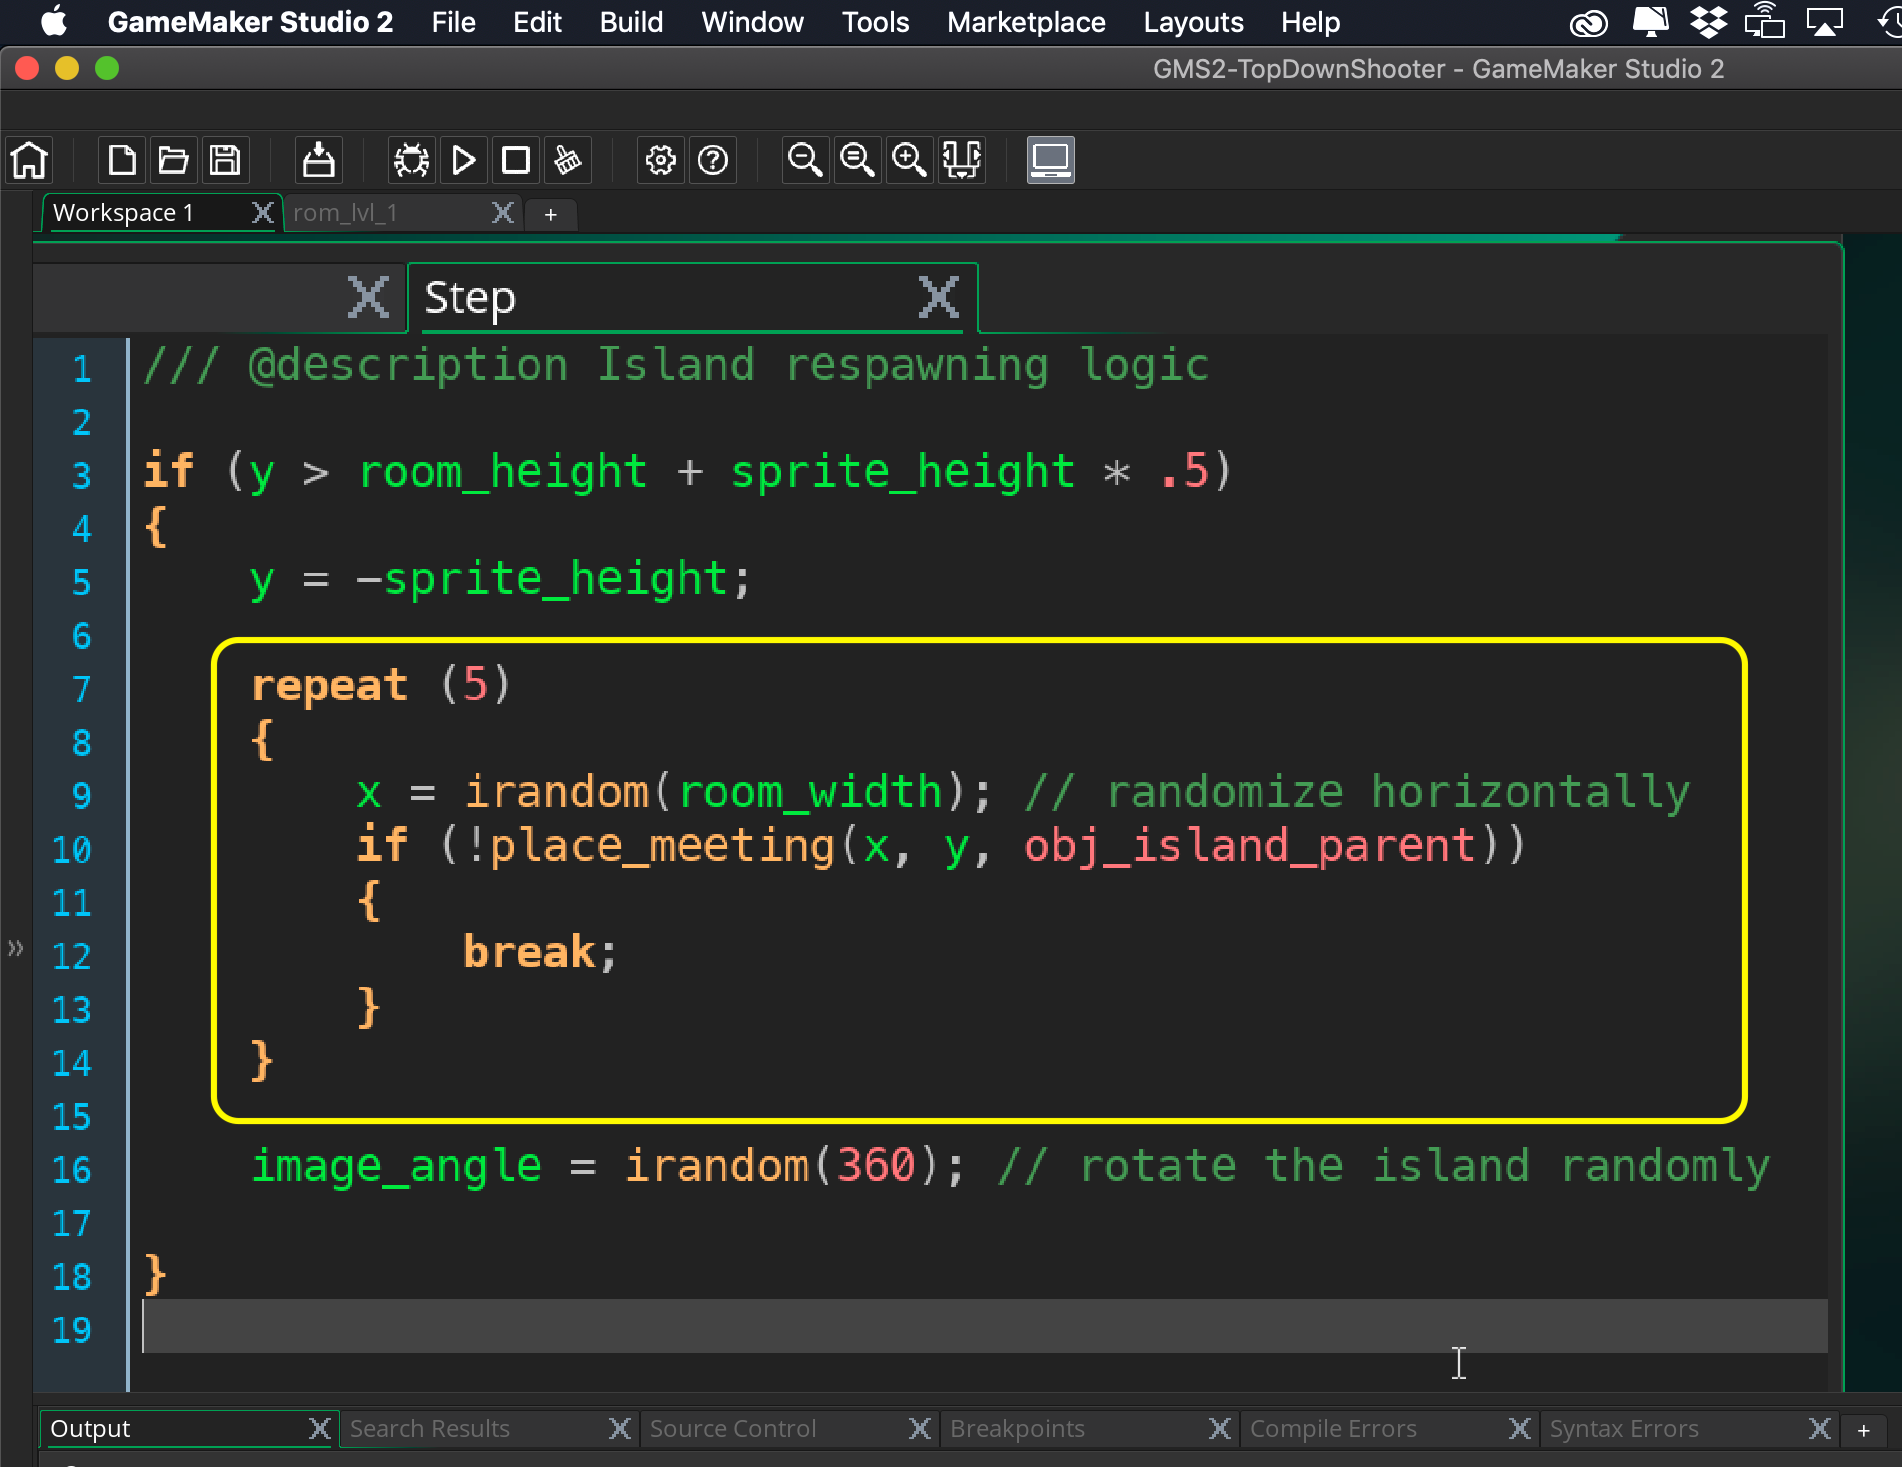 GameMaker Studio 2 File Edit Build Window Tools Marketplace Layouts Help
GMS2-TopDownShooter - GameMaker Studio 2
Workspace 1 rom_lvl_1 +
Step
1 /// @description Island respawning logic
2
3 if (y > room_height + sprite_height * .5)
4 {
5 y = -sprite_height;
6
7 repeat (5)
8 {
9 x = irandom(room_width); // randomize horizontally
10 if (!place_meeting(x, y, obj_island_parent))
11 {
12 break;
13 }
14 }
15
16 image_angle = irandom(360); // rotate the island randomly
17
18 }
19
Output Search Results Source Control Breakpoints Compile Errors Syntax Errors +